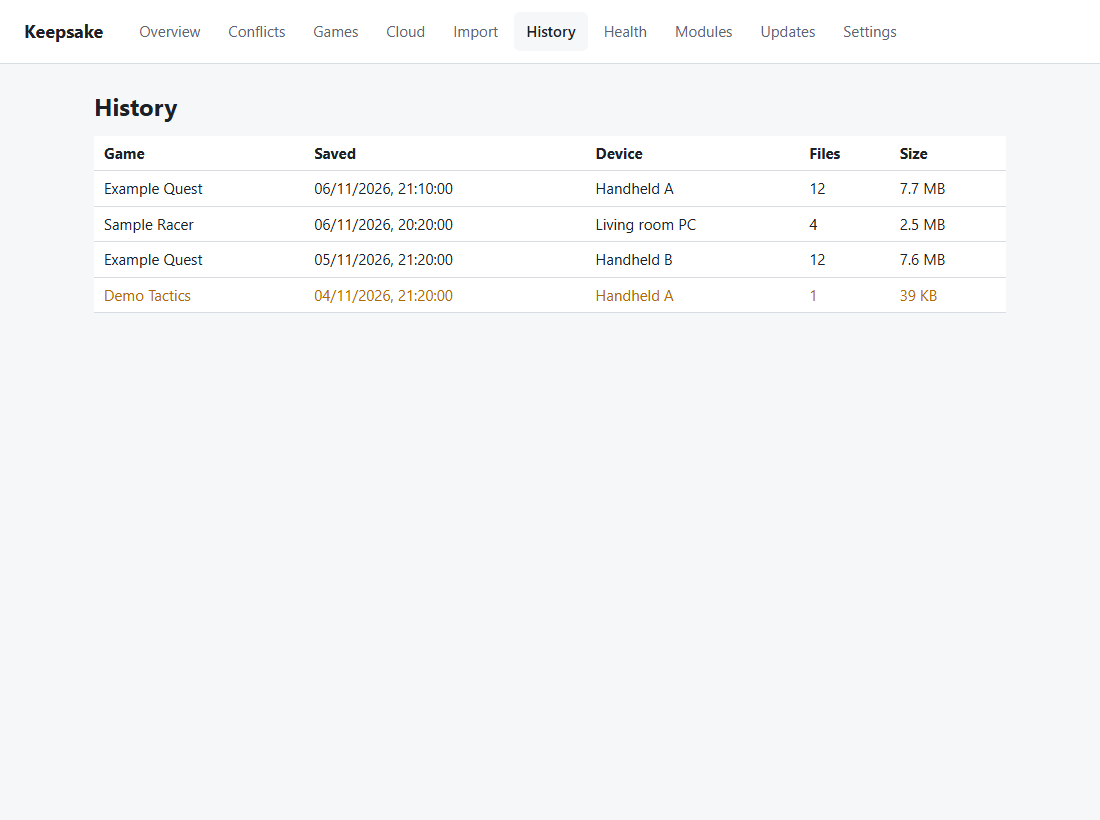 Keepsake Overview Conflicts Games Cloud Import History Health Modules Updates Settings
History
Game Saved Device Files Size
Example Quest 06/11/2026, 21:10:00 Handheld A 12 7.7 MB
Sample Racer 06/11/2026, 20:20:00 Living room PC 4 2.5 MB
Example Quest 05/11/2026, 21:20:00 Handheld B 12 7.6 MB
Demo Tactics 04/11/2026, 21:20:00 Handheld A 1 39 KB